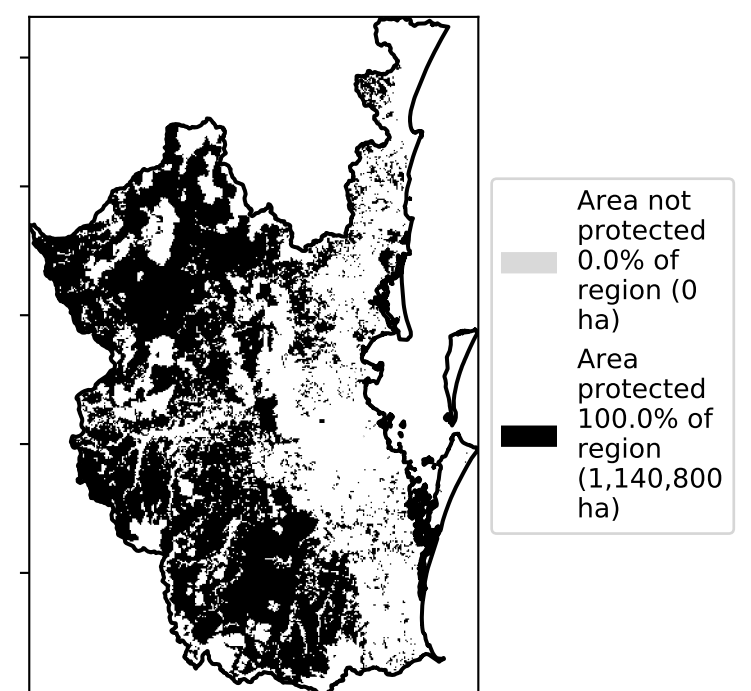 Area not
protected
0.0% of
region (0
ha)
Area
protected
100.0% of
region
(1,140,800
ha)